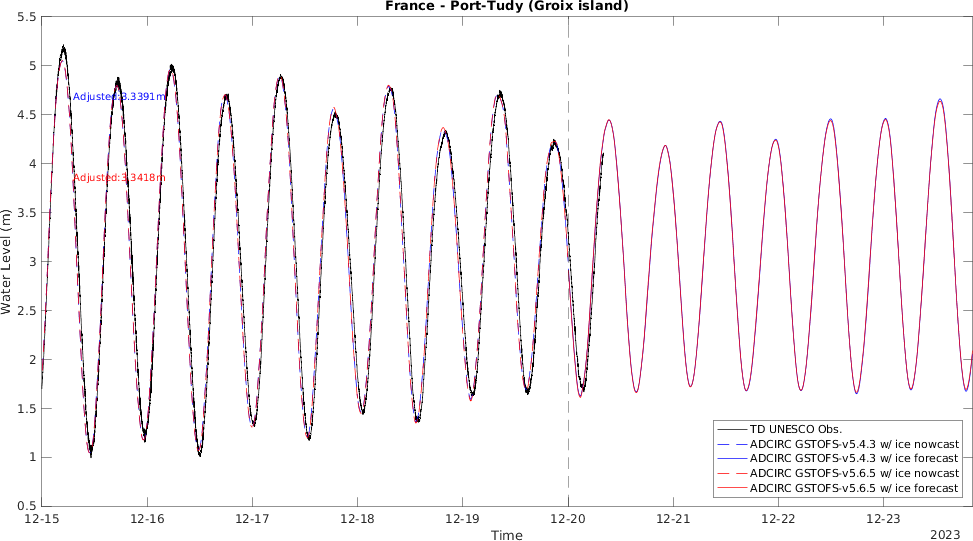 France - Port-Tudy (Groix island)
5.5
5
4.5
4
3.5
3
2.5
2
1.5
1
0.5
Water Level (m)
Adjusted:3.3391m
Adjusted:3.3418m
TD UNESCO Obs.
ADCIRC GSTOFS-v5.4.3 w/ ice nowcast
ADCIRC GSTOFS-v5.4.3 w/ ice forecast
ADCIRC GSTOFS-v5.6.5 w/ ice nowcast
ADCIRC GSTOFS-v5.6.5 w/ ice forecast
12-15 12-16 12-17 12-18 12-19 12-20 12-21 12-22 12-23
Time
2023